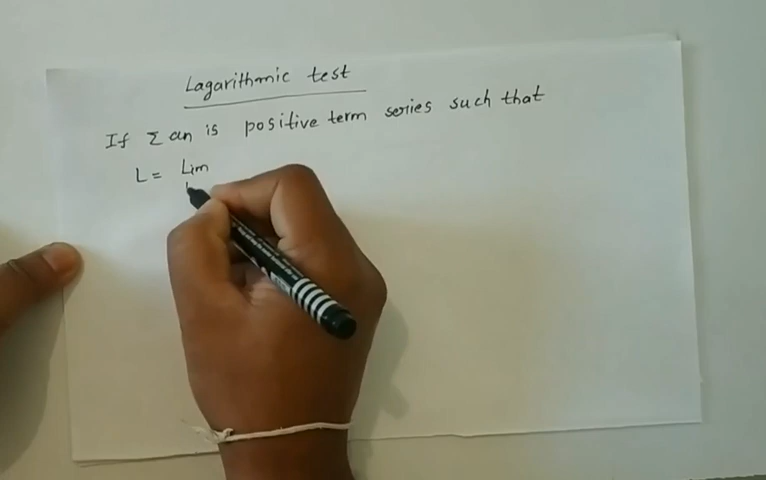 Lagarithmic test
If Σ an is positive term series such that
L = Lim